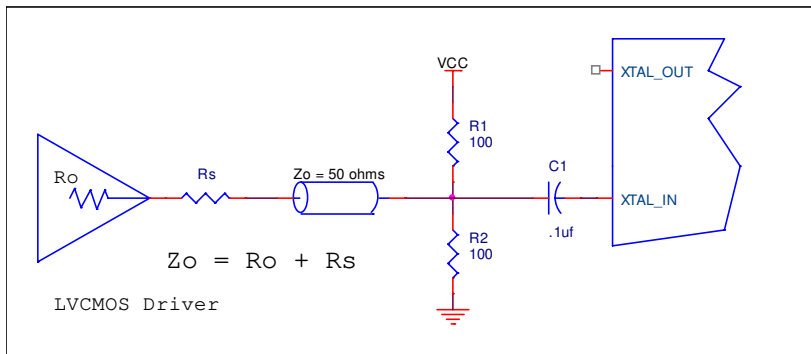 VCC
XTAL_OUT
R1
100
Ro
Rs
Zo = 50 ohms
C1
XTAL_IN
.1uf
R2
100
Zo = Ro + Rs
LVCMOS Driver